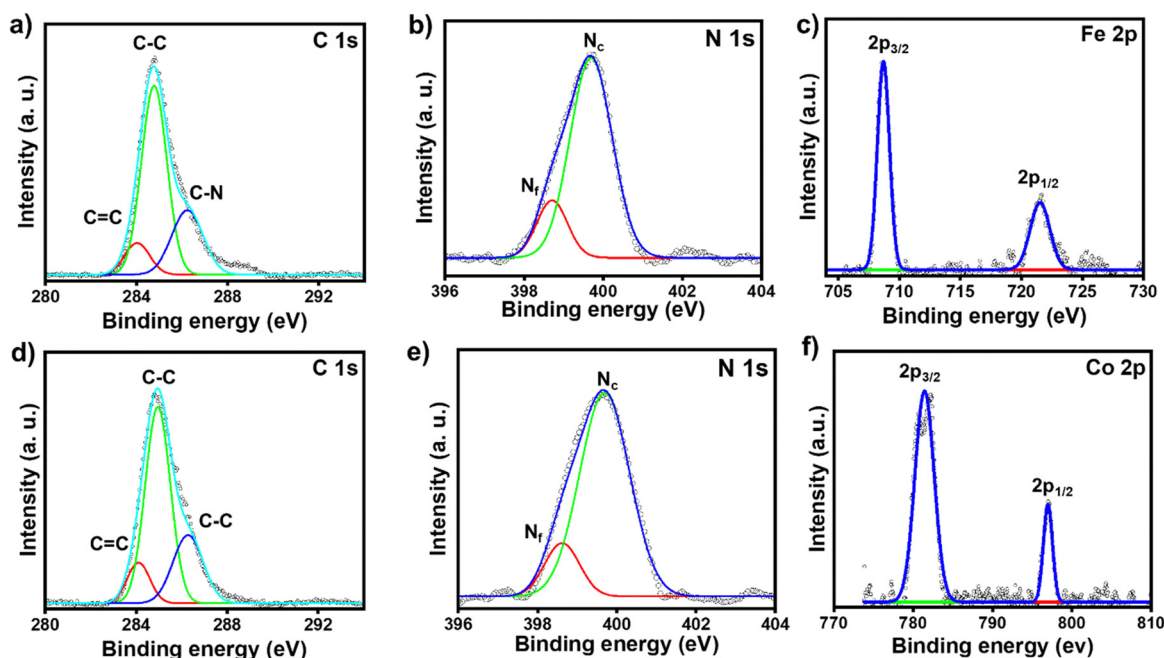 a)
C 1s
C-C
C-N
C=C
Intensity (a. u.)
280 284 288 292
Binding energy (eV)
b)
N 1s
Nc
Nf
Intensity (a. u.)
396 398 400 402 404
Binding energy (eV)
c)
Fe 2p
2p3/2
2p1/2
Intensity (a. u.)
705 710 715 720 725 730
Binding energy (eV)
d)
C 1s
C-C
C-C
C=C
Intensity (a. u.)
280 284 288 292
Binding energy (eV)
e)
N 1s
Nc
Nf
Intensity (a. u.)
396 398 400 402 404
Binding energy (eV)
f)
Co 2p
2p3/2
2p1/2
Intensity (a.u.)
770 780 790 800 810
Binding energy (ev)